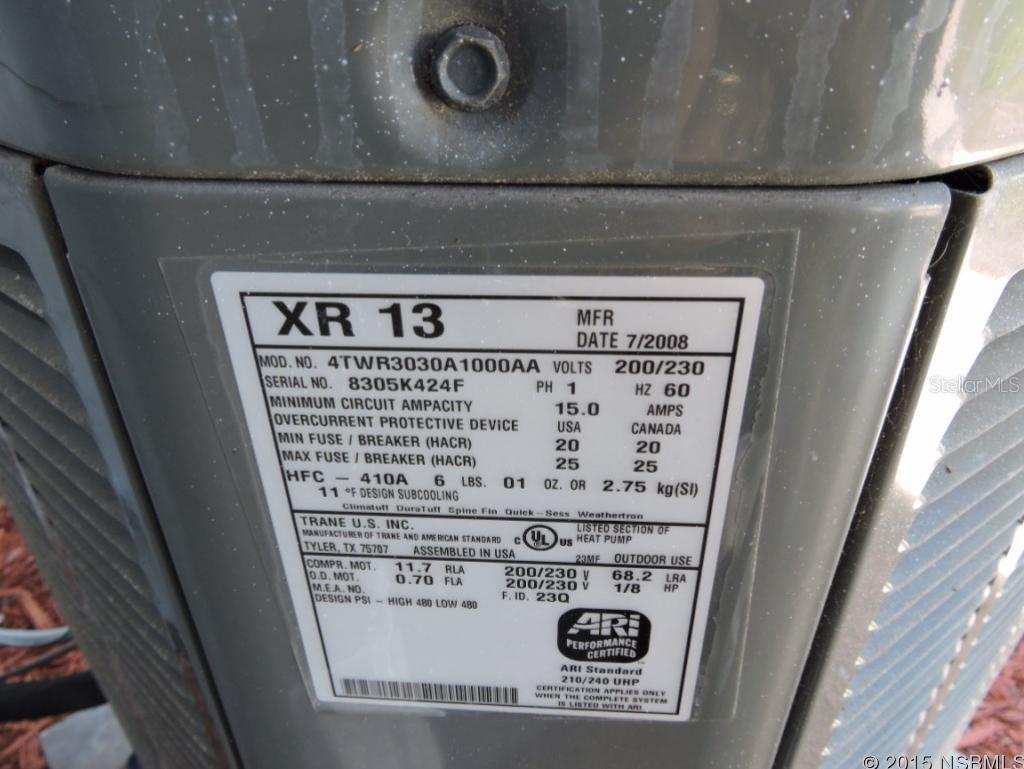 XR 13
MFR
DATE 7/2008
MOD. NO. 4TWR3030A1000AA VOLTS 200/230
SERIAL NO. 8305K424F PH 1 HZ 60
MINIMUM CIRCUIT AMPACITY 15.0 AMPS
OVERCURRENT PROTECTIVE DEVICE USA CANADA
MIN FUSE / BREAKER (HACR) 20 20
MAX FUSE / BREAKER (HACR) 25 25
HFC - 410A 6 LBS. 01 OZ. OR 2.75 kg(SI)
11 °F DESIGN SUBCOOLING
Climatuff DuraTuff Spine Fin Quick-Sess Weathertron
TRANE U.S. INC.
MANUFACTURER OF TRANE AND AMERICAN STANDARD
TYLER, TX 75707 ASSEMBLED IN USA
C UL US LISTED SECTION OF
HEAT PUMP
23MF OUTDOOR USE
COMPR. MOT. 11.7 RLA 200/230 V 68.2 LRA
O.D. MOT. 0.70 FLA 200/230 V 1/8 HP
M.E.A. NO. F. ID. 23Q
DESIGN PSI - HIGH 480 LOW 480
ARi
PERFORMANCE
CERTIFIED
TM
ARI Standard
210/240 UHP
CERTIFICATION APPLIES ONLY
WHEN THE COMPLETE SYSTEM
IS LISTED WITH ARI
StellarMLS
© 2015 NSBMLS